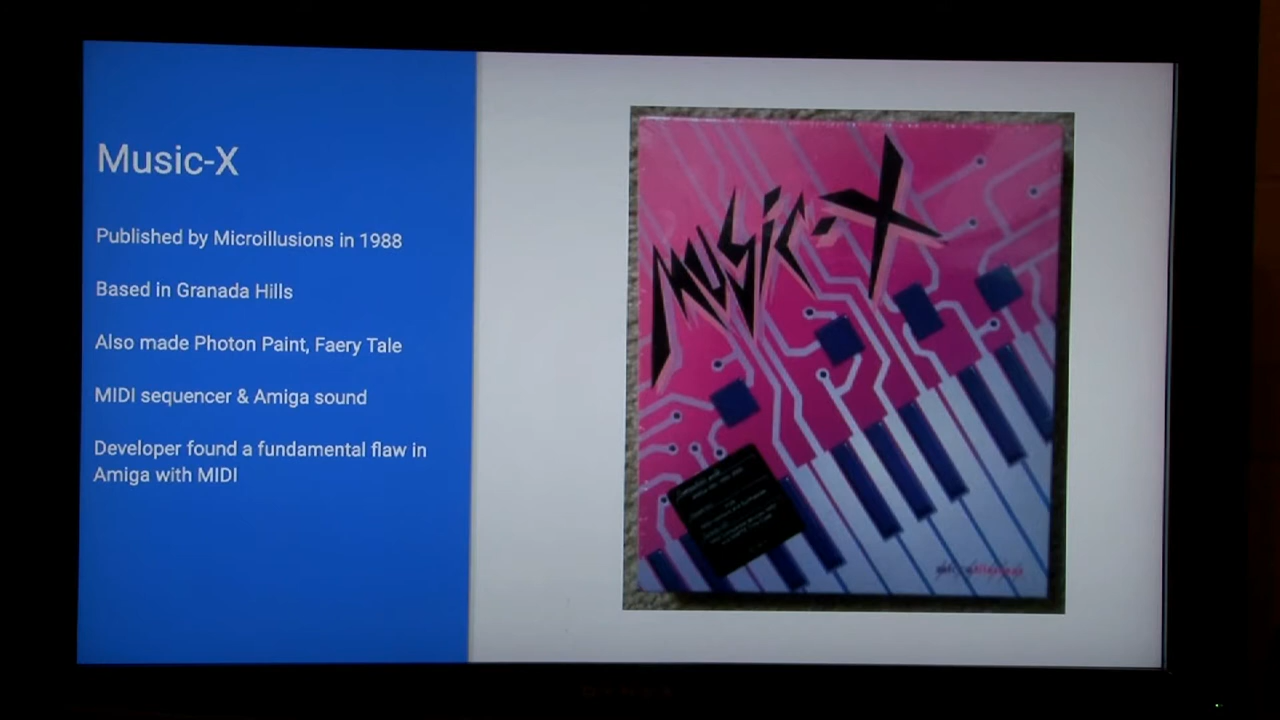 Music-X
Published by Microillusions in 1988
Based in Granada Hills
Also made Photon Paint, Faery Tale
MIDI sequencer & Amiga sound
Developer found a fundamental flaw in
Amiga with MIDI
MUSIC-X